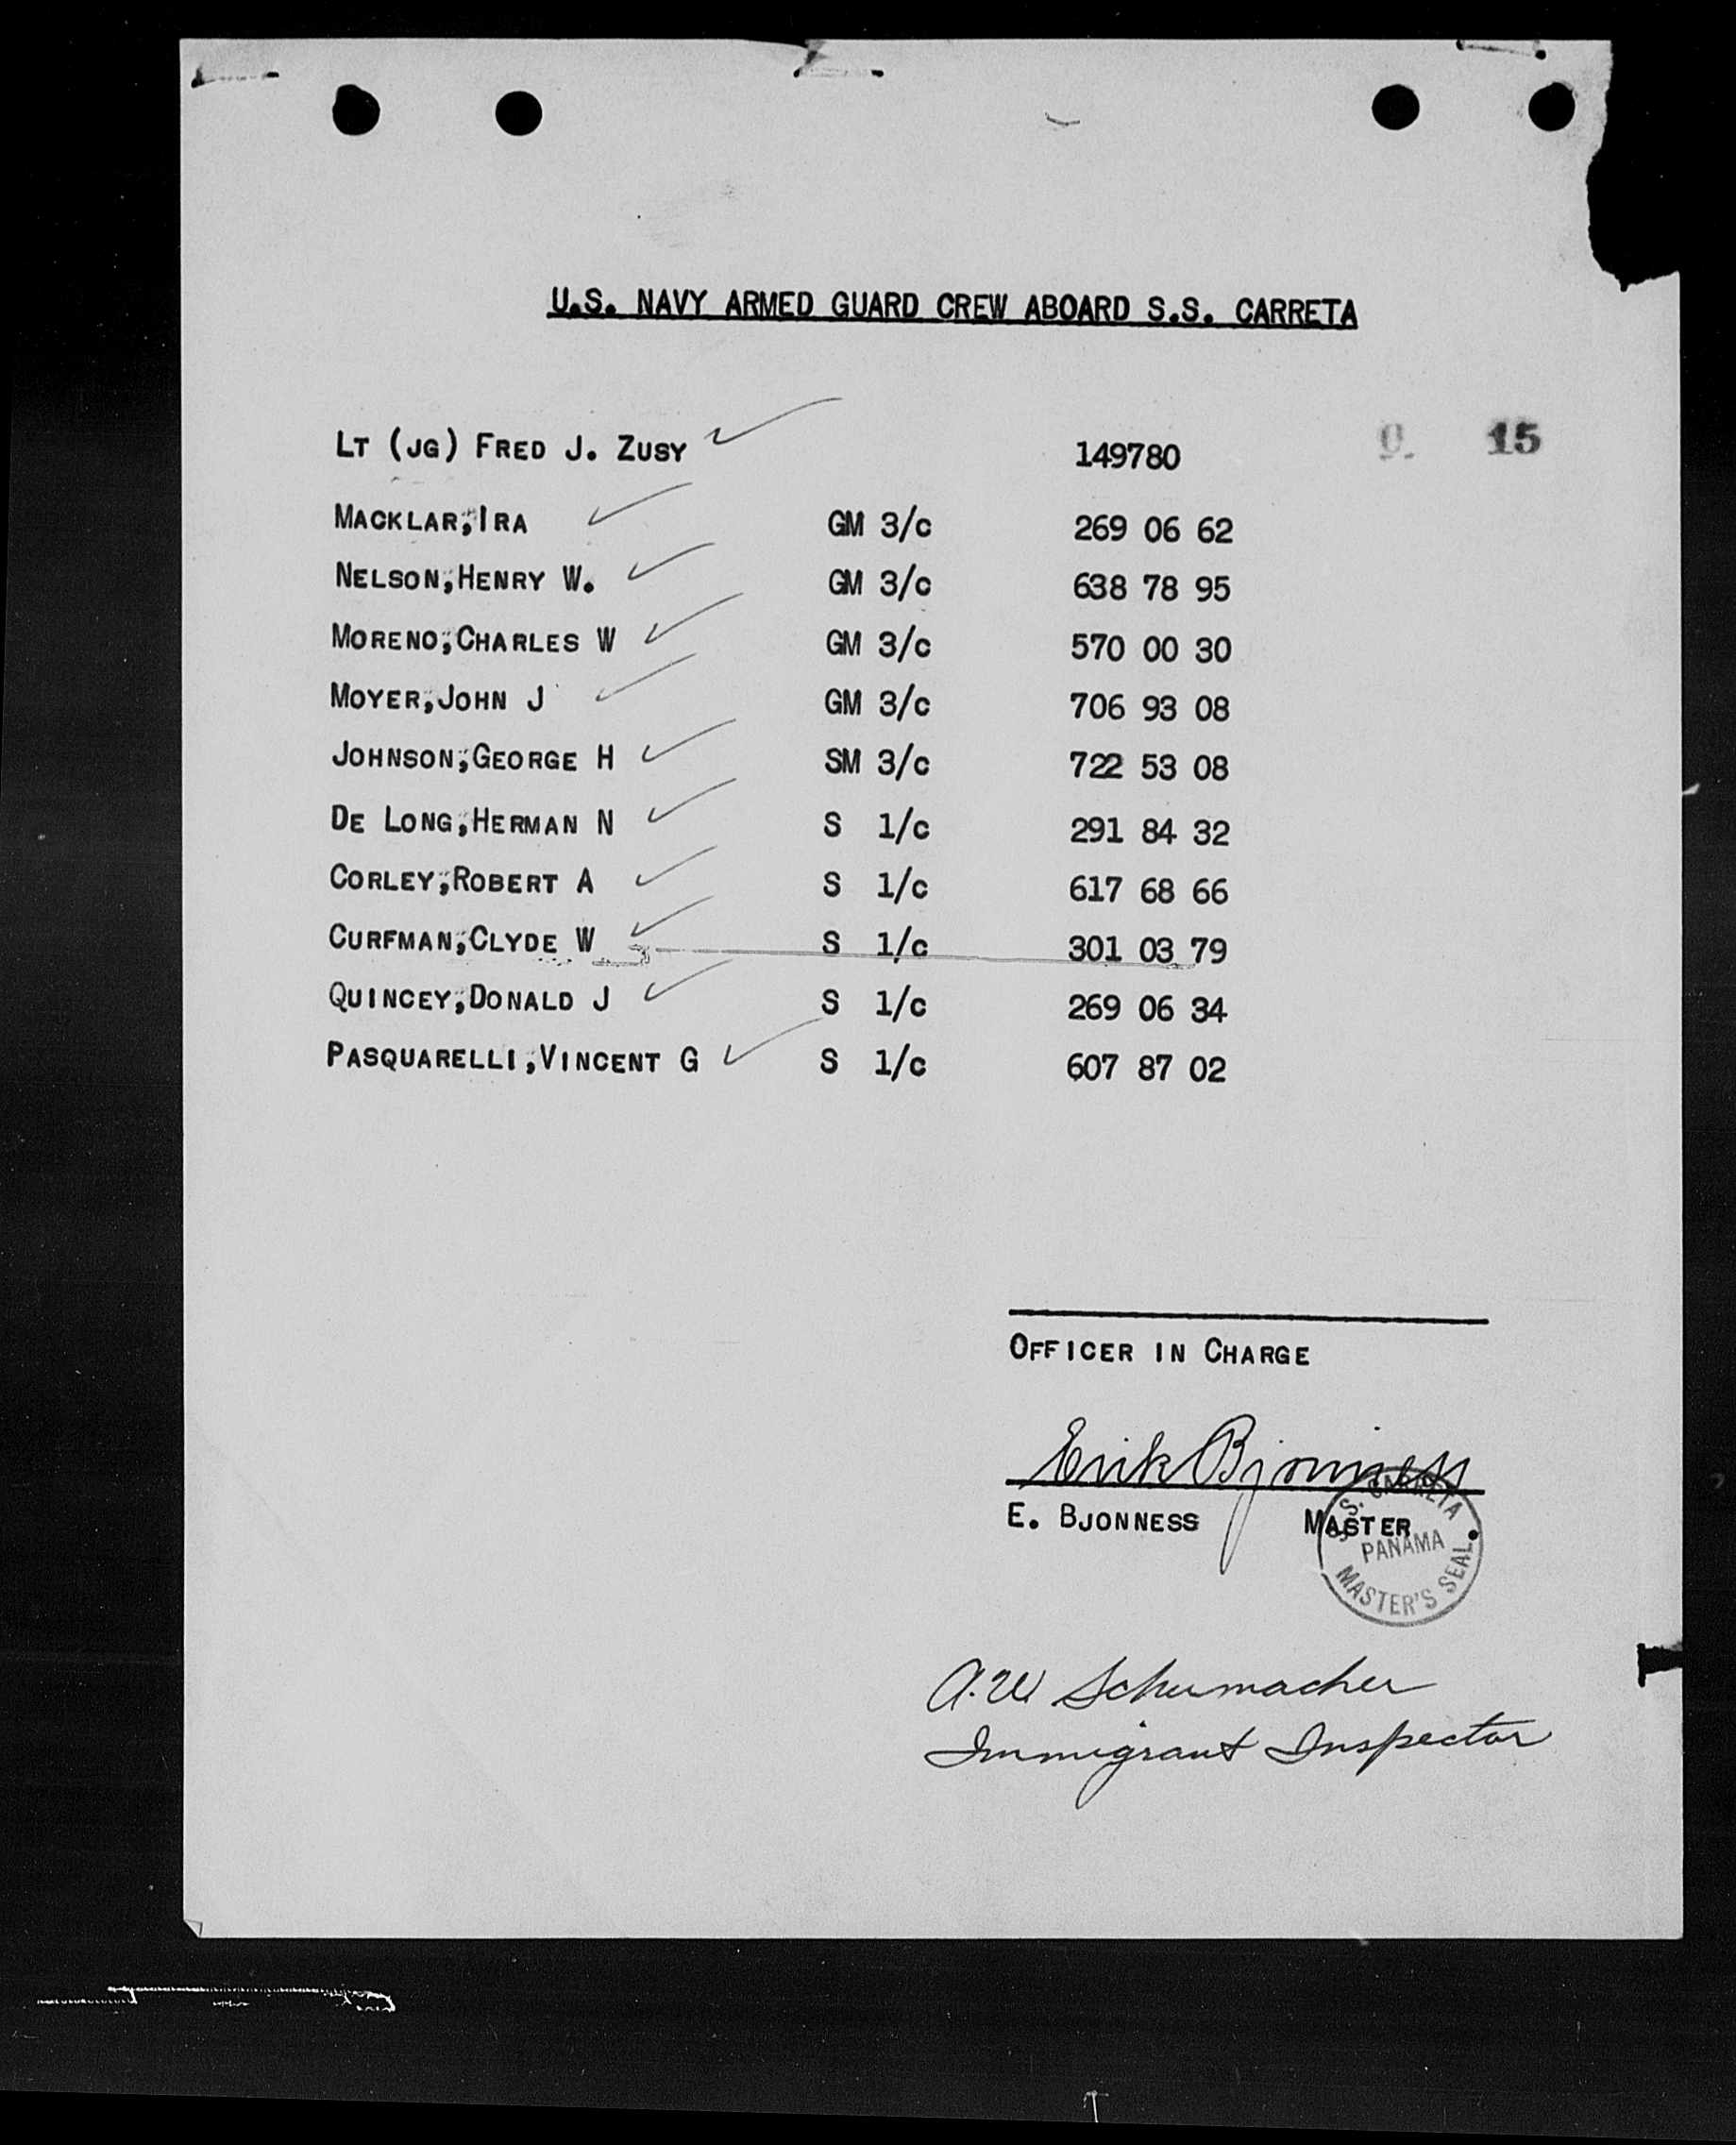 U.S. NAVY ARMED GUARD CREW ABOARD S.S. CARRETA
LT (JG) FRED J. ZUSY 149780 0. 15
MACKLAR,IRA GM 3/c 269 06 62
NELSON,HENRY W. GM 3/c 638 78 95
MORENO,CHARLES W GM 3/c 570 00 30
MOYER,JOHN J GM 3/c 706 93 08
JOHNSON,GEORGE H SM 3/c 722 53 08
DE LONG,HERMAN N S 1/c 291 84 32
CORLEY,ROBERT A S 1/c 617 68 66
CURFMAN,CLYDE W S 1/c 301 03 79
QUINCEY,DONALD J S 1/c 269 06 34
PASQUARELLI,VINCENT G S 1/c 607 87 02
OFFICER IN CHARGE
Erik Bjonness
E. BJONNESS MASTER.
S.S. CARRETA
PANAMA
MASTER'S SEAL
A.W Schumacher
Immigrant Inspector